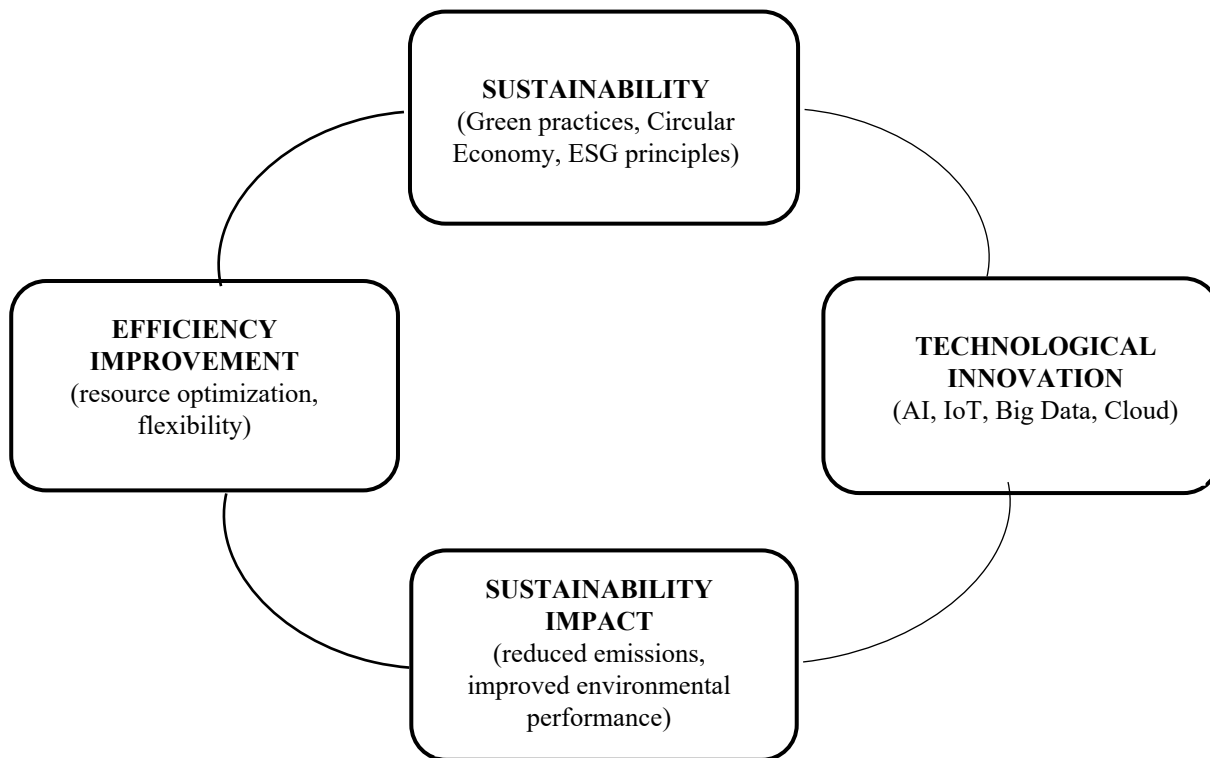 SUSTAINABILITY
(Green practices, Circular
Economy, ESG principles)
EFFICIENCY
IMPROVEMENT
(resource optimization,
flexibility)
TECHNOLOGICAL
INNOVATION
(AI, IoT, Big Data, Cloud)
SUSTAINABILITY
IMPACT
(reduced emissions,
improved environmental
performance)